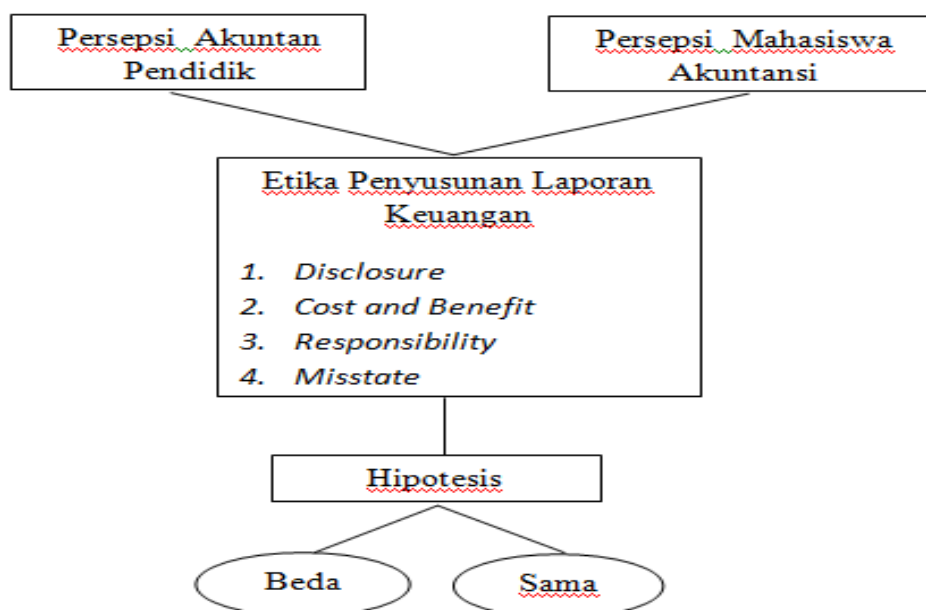 Persepsi Akuntan
Pendidik
Persepsi Mahasiswa
Akuntansi
Etika Penyusunan Laporan
Keuangan
1. Disclosure
2. Cost and Benefit
3. Responsibility
4. Misstate
Hipotesis
Beda
Sama